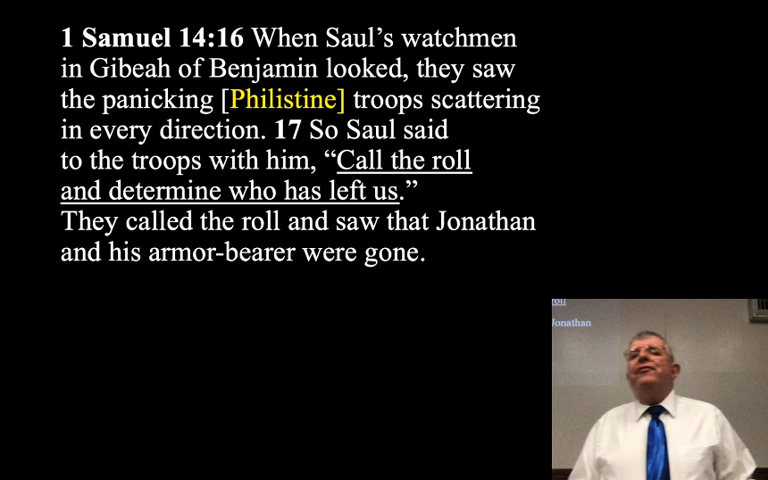 1 Samuel 14:16 When Saul’s watchmen
in Gibeah of Benjamin looked, they saw
the panicking [Philistine] troops scattering
in every direction. 17 So Saul said
to the troops with him, “Call the roll
and determine who has left us.”
They called the roll and saw that Jonathan
and his armor-bearer were gone.
roll
Jonathan